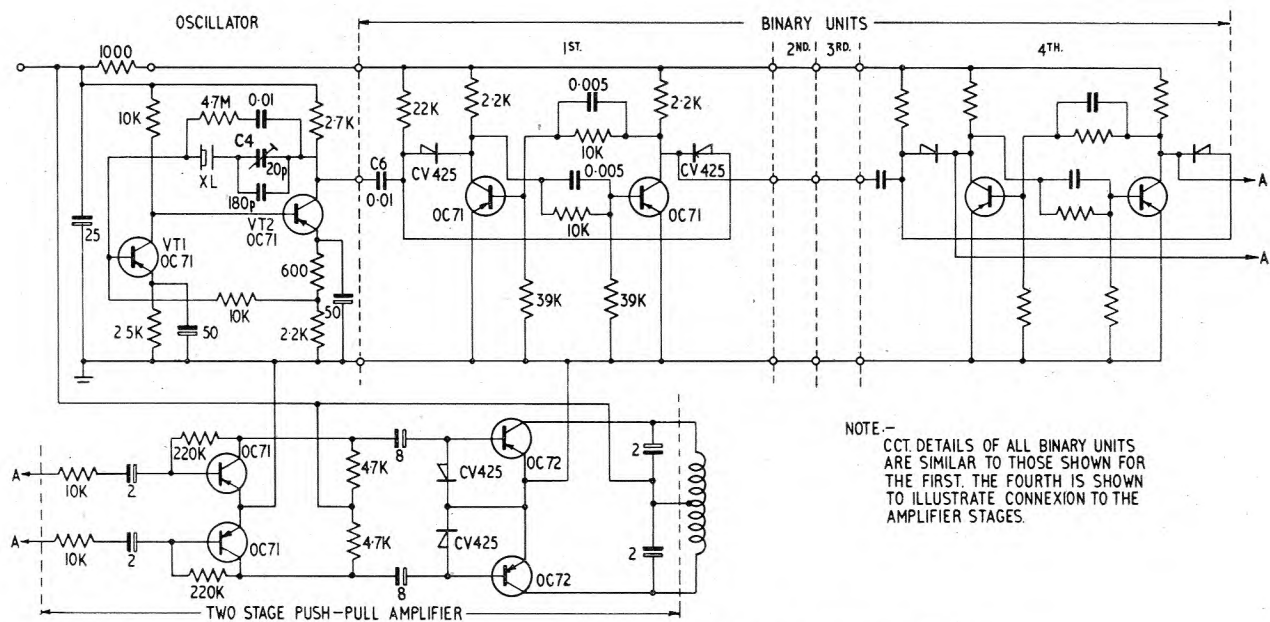 OSCILLATOR
BINARY UNITS
1ST.
2ND.
3RD.
4TH.
1000
10K
4·7M
0·01
C4
20p
XL
180p
2·7K
25
VT1
OC71
VT2
OC71
600
10K
2·5K
50
2.2K
50
C6
0·01
22K
2·2K
0·005
10K
2·2K
CV425
0·005
CV425
OC71
10K
OC71
39K
39K
A
A
220K
OC71
A
10K
2
A
10K
2
OC71
220K
47K
4.7K
8
8
CV425
CV425
OC72
OC72
2
2
TWO STAGE PUSH-PULL AMPLIFIER
NOTE.-
CCT. DETAILS OF ALL BINARY UNITS
ARE SIMILAR TO THOSE SHOWN FOR
THE FIRST. THE FOURTH IS SHOWN
TO ILLUSTRATE CONNEXION TO THE
AMPLIFIER STAGES.